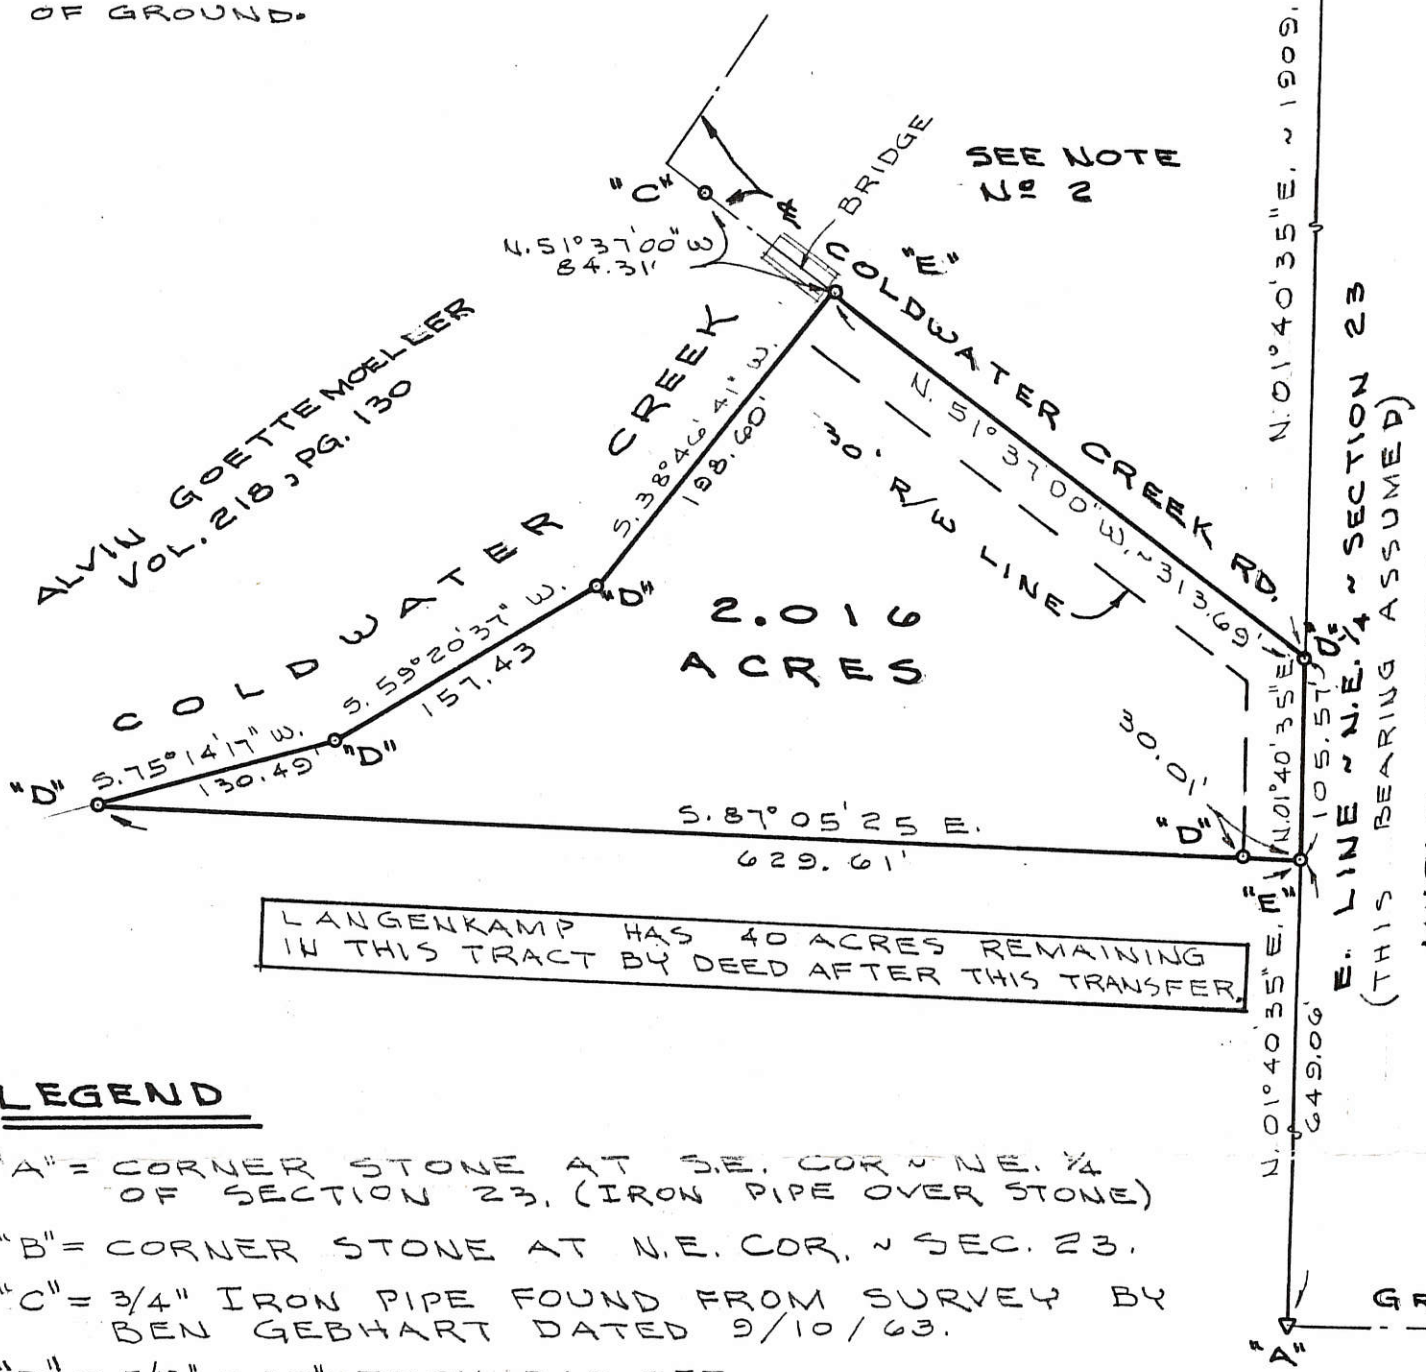 OF GROUND.
"C"
BRIDGE
SEE NOTE
Nº 2
N.51°37'00"W
84.31'
"E"
COLDWATER CREEK RD.
N. 51°37'00"W.~313.69'
30' R/W LINE
ALVIN GOETTEMOELLER
VOL. 218, PG. 130
COLDWATER CREEK
S.38°46'41"W.
198.60'
"D"
S.59°20'37"W.
157.43
"D"
S.75°14'17"W.
130.49'
"D"
2.016
ACRES
"D"
N.01°40'35"E. ~ 1909.
N.01°40'35"E.
105.57'
30.01'
"D"
"E"
S.87°05'25 E.
629.61'
E. LINE ~ N.E. 1/4 ~ SECTION 23
(THIS BEARING ASSUMED)
LANGENKAMP HAS 40 ACRES REMAINING
IN THIS TRACT BY DEED AFTER THIS TRANSFER.
N.01°40'35"E.
649.06'
LEGEND
"A" = CORNER STONE AT S.E. COR ~ NE. 1/4
OF SECTION 23. (IRON PIPE OVER STONE)
"B" = CORNER STONE AT N.E. COR. ~ SEC. 23.
"C" = 3/4" IRON PIPE FOUND FROM SURVEY BY
BEN GEBHART DATED 9/10/63.
"A"